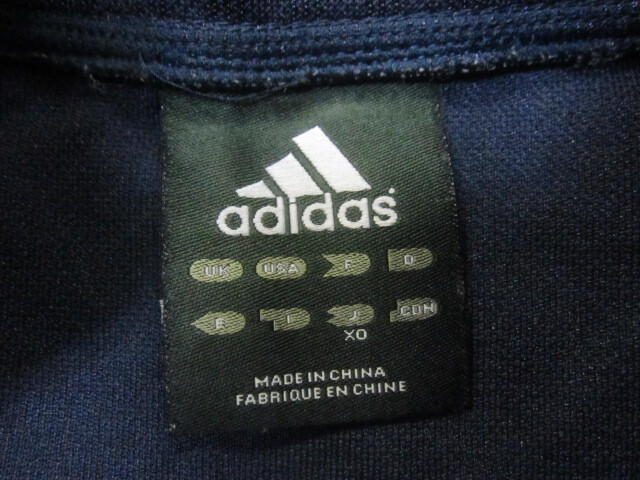 adidas
UK USA F D
E I J CDN
XO
MADE IN CHINA
FABRIQUE EN CHINE